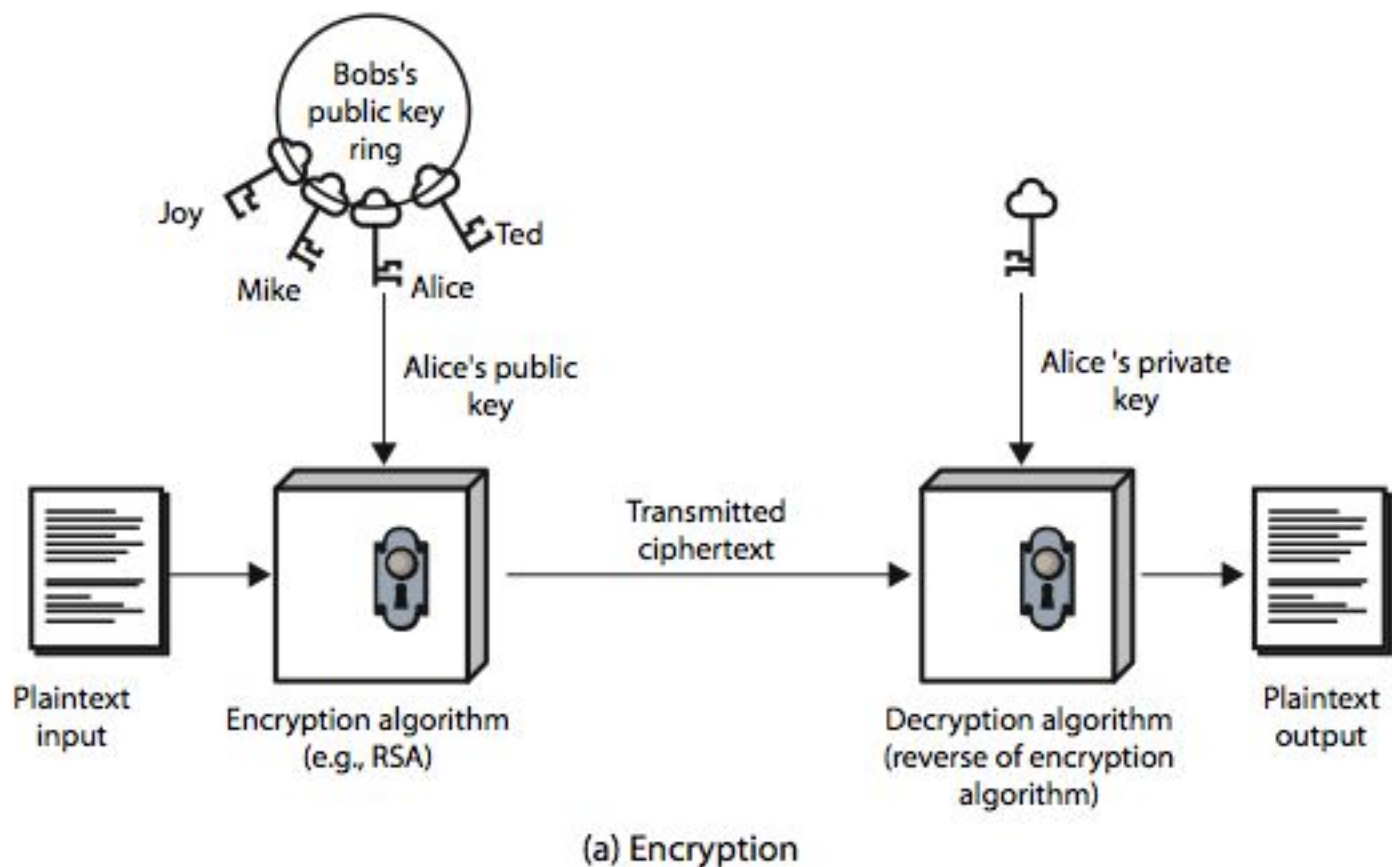 Bobs's
public key
ring
Joy
Mike
Alice
Ted
Alice's public
key
Alice 's private
key
Transmitted
ciphertext
Plaintext
input
Encryption algorithm
(e.g., RSA)
Decryption algorithm
(reverse of encryption
algorithm)
Plaintext
output
(a) Encryption